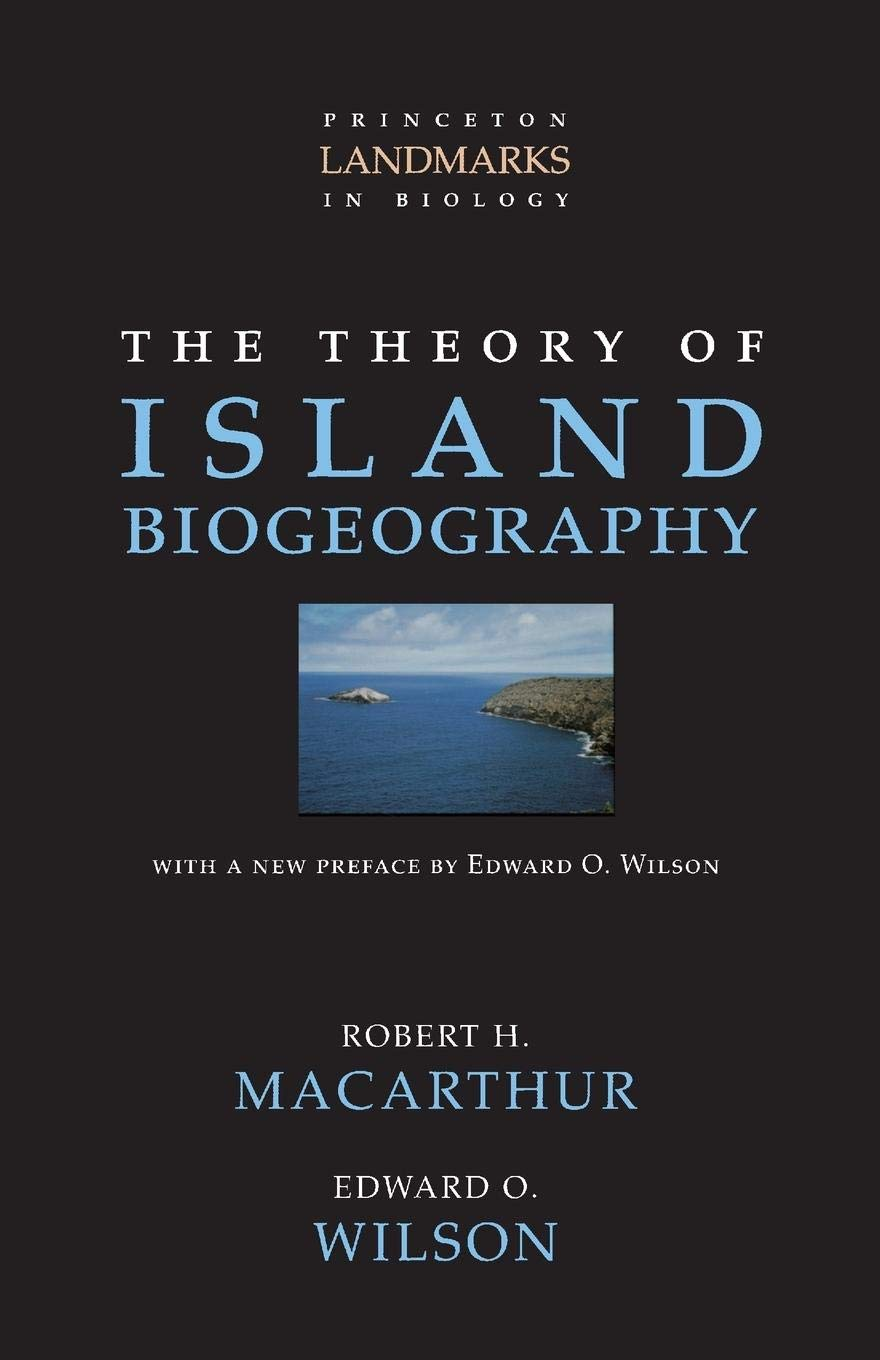 PRINCETON
LANDMARKS
IN BIOLOGY
THE THEORY OF
ISLAND
BIOGEOGRAPHY
WITH A NEW PREFACE BY EDWARD O. WILSON
ROBERT H.
MACARTHUR
EDWARD O.
WILSON